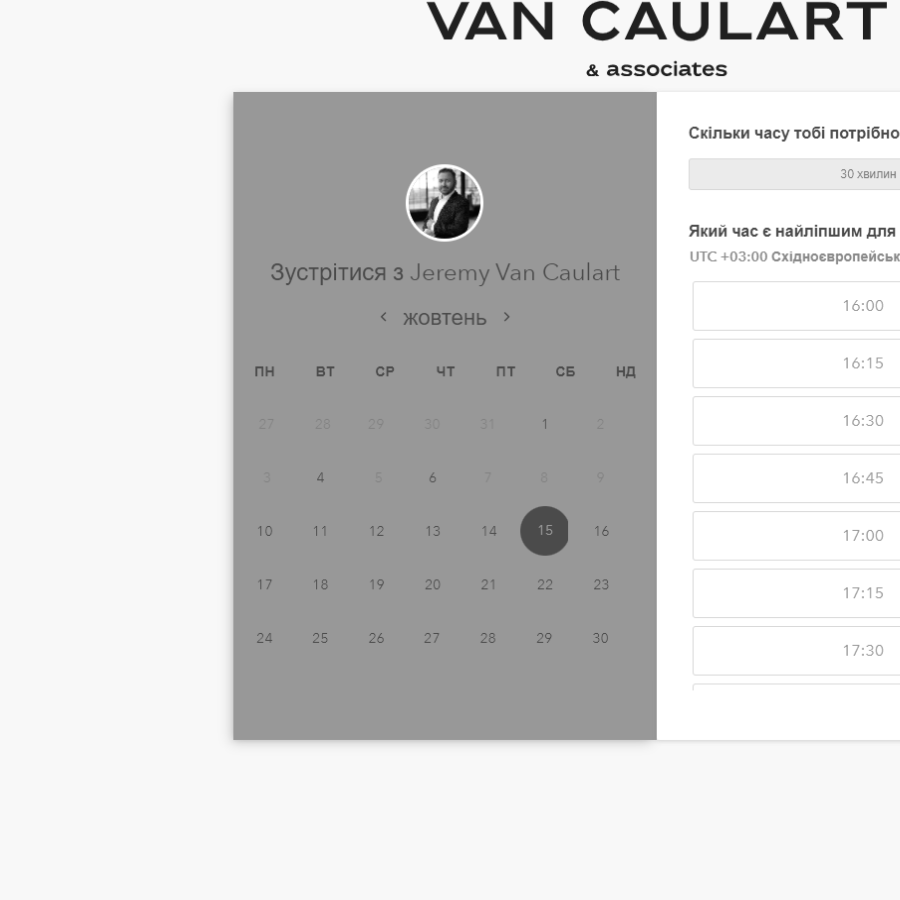 VAN CAULART
& associates
Зустрітися з Jeremy Van Caulart
жовтень
ПН ВТ СР ЧТ ПТ СБ НД
27 28 29 30 31 1 2
3 4 5 6 7 8 9
10 11 12 13 14 15 16
17 18 19 20 21 22 23
24 25 26 27 28 29 30
Скільки часу тобі потрібно
30 хвилин
Який час є найліпшим для
UTC +03:00 Східноєвропейськ
16:00
16:15
16:30
16:45
17:00
17:15
17:30